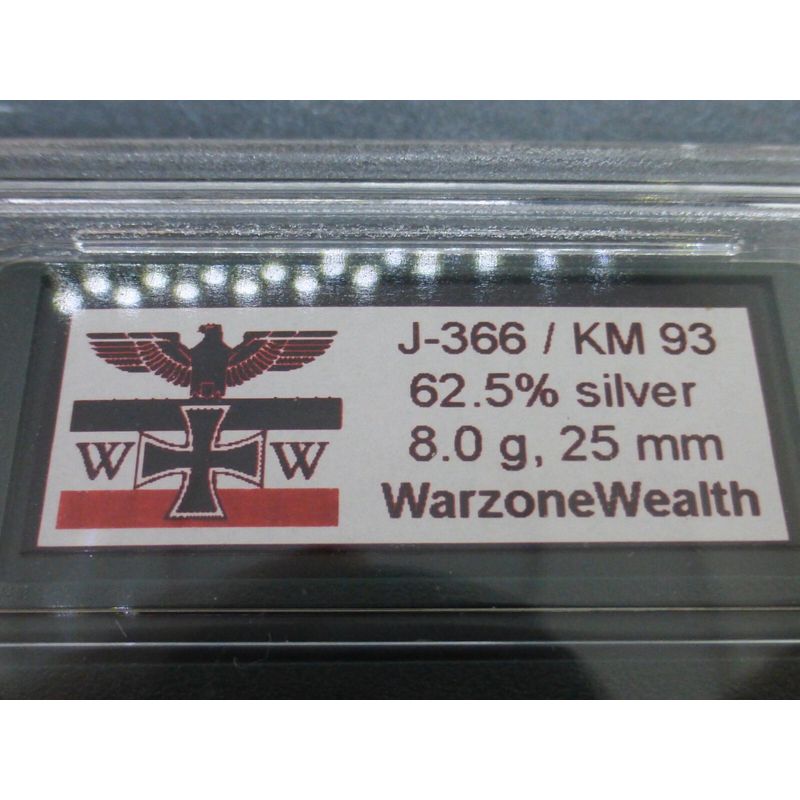 J-366 / KM 93
62.5% silver
8.0 g, 25 mm
WarzoneWealth
W W